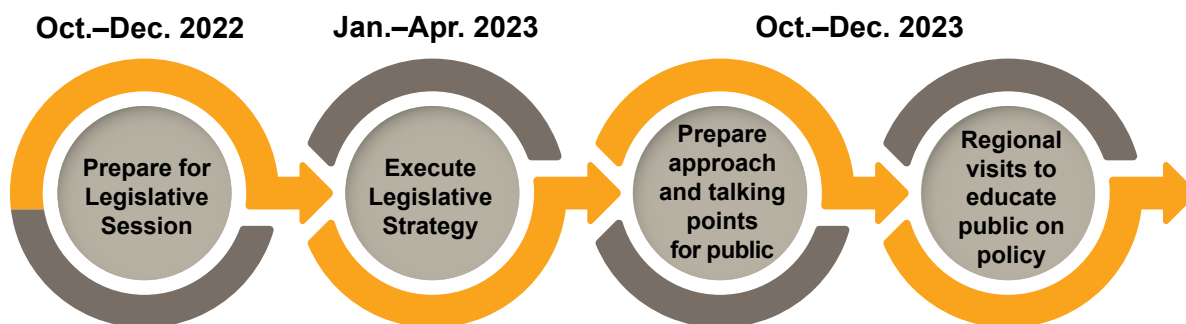 Oct.–Dec. 2022
Jan.–Apr. 2023
Oct.–Dec. 2023
Prepare for
Legislative
Session
Execute
Legislative
Strategy
Prepare
approach
and talking
points
for public
Regional
visits to
educate
public on
policy